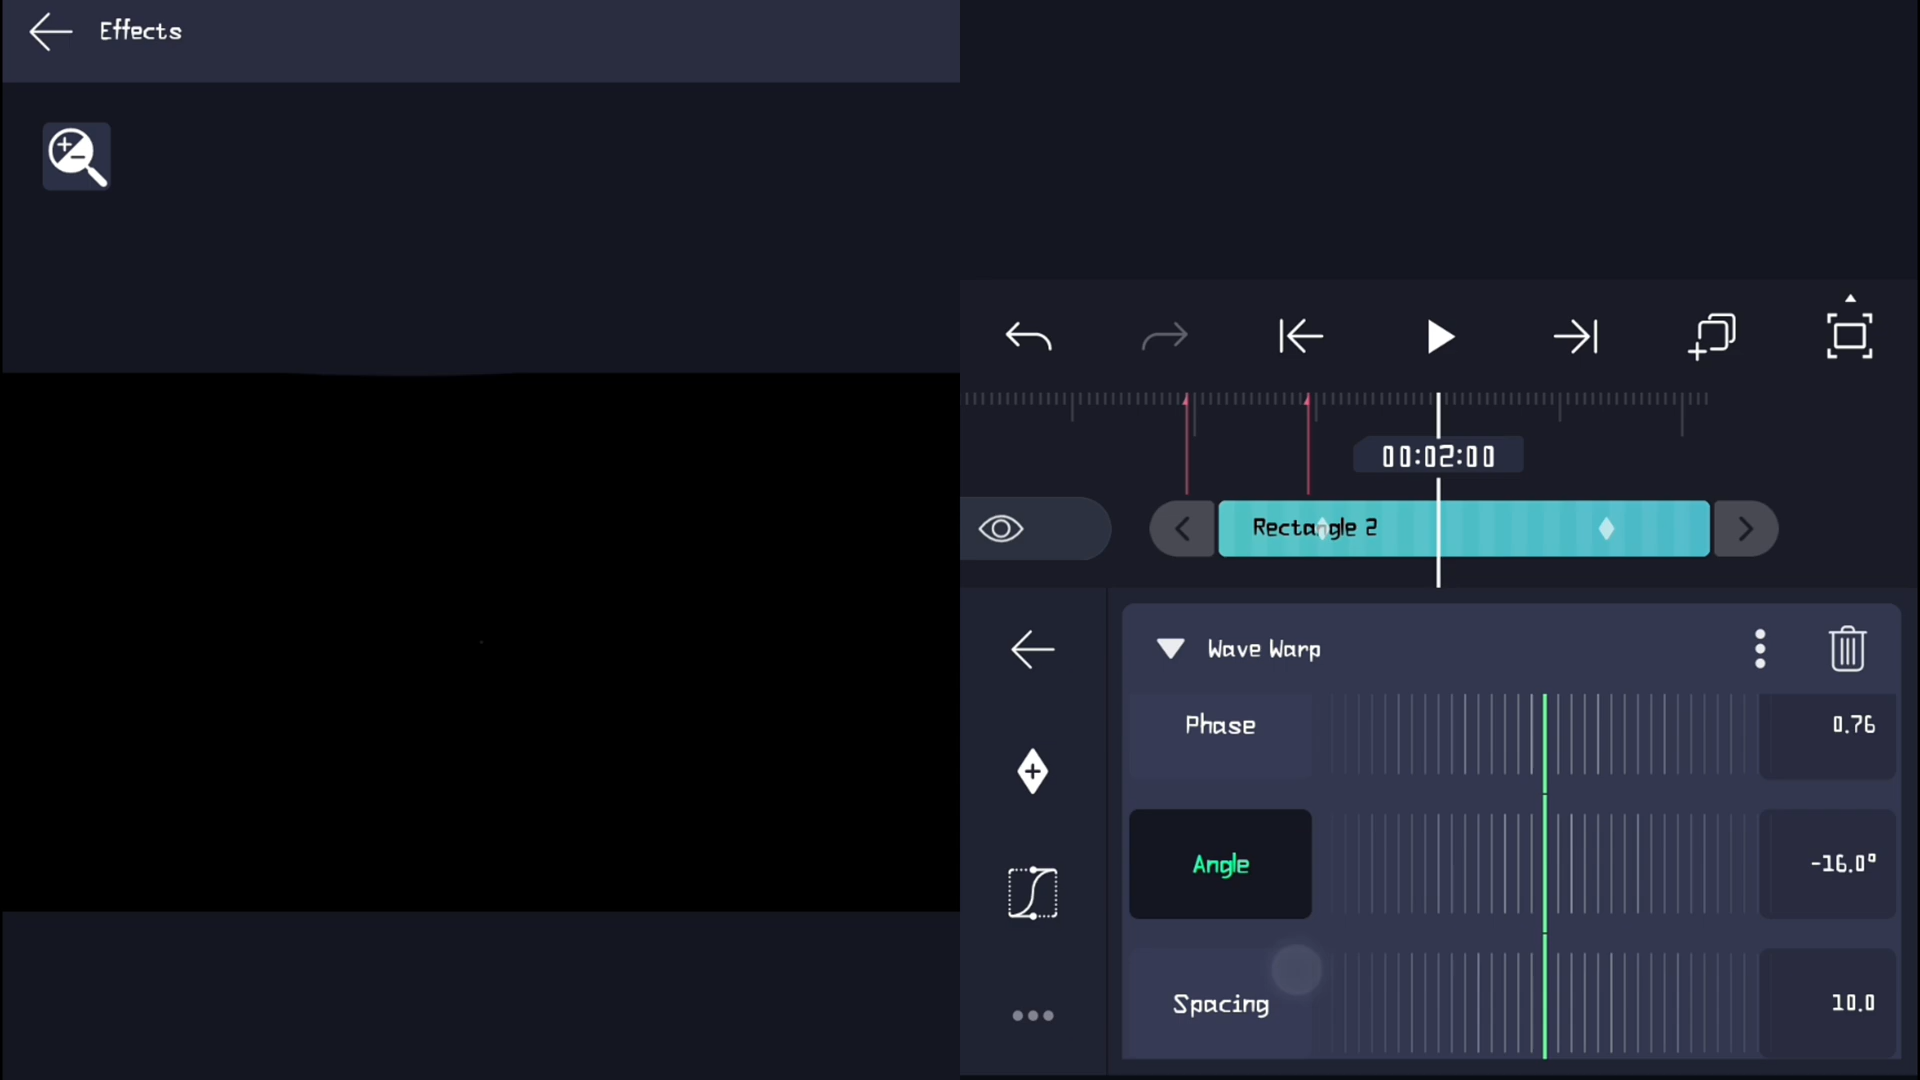 Effects
00:02:00
Rectangle 2
Wave Warp
Phase
0.76
Angle
-16.0°
Spacing
10.0